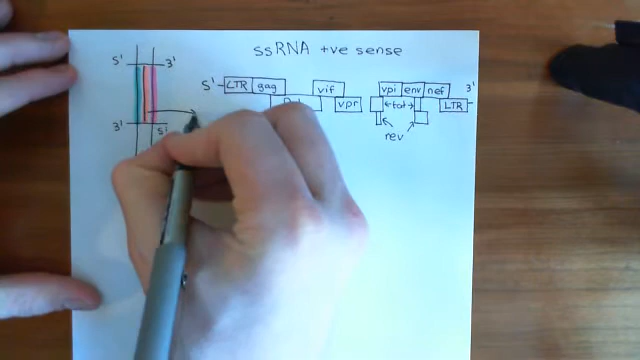 ssRNA +ve sense
5' 3'
5' LTR gag vif vpi env nef 3'
vpr tat LTR
3' 5'
rev